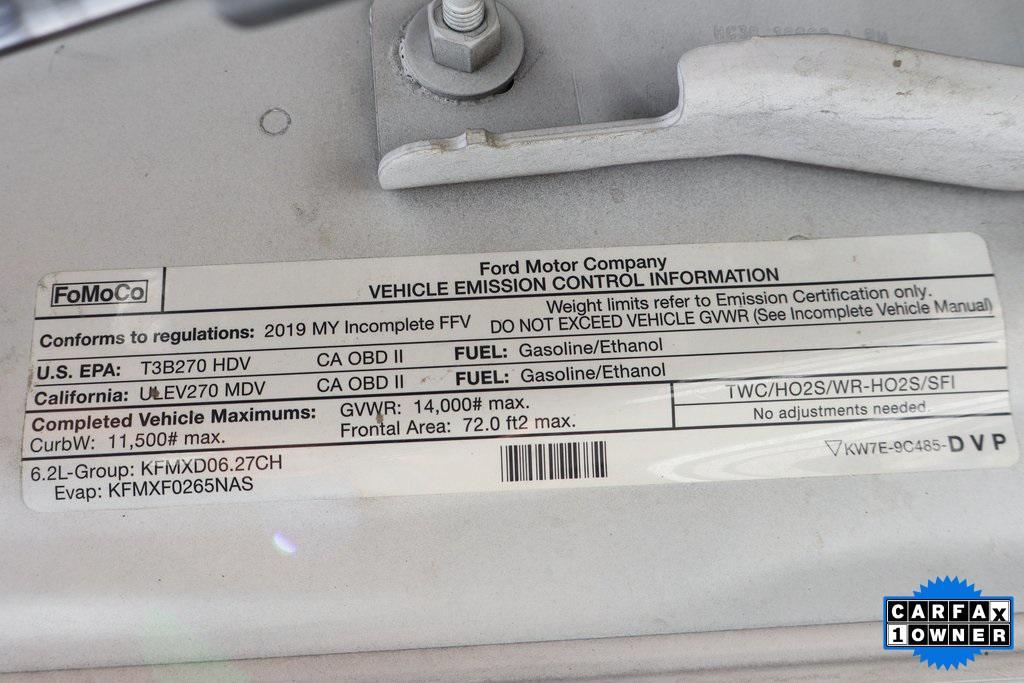 FoMoCo
Ford Motor Company
VEHICLE EMISSION CONTROL INFORMATION
Conforms to regulations: 2019 MY Incomplete FFV
Weight limits refer to Emission Certification only.
DO NOT EXCEED VEHICLE GVWR (See Incomplete Vehicle Manual)
U.S. EPA: T3B270 HDV CA OBD II FUEL: Gasoline/Ethanol
California: ULEV270 MDV CA OBD II FUEL: Gasoline/Ethanol
Completed Vehicle Maximums: GVWR: 14,000# max.
CurbW: 11,500# max. Frontal Area: 72.0 ft2 max.
TWC/HO2S/WR-HO2S/SFI
No adjustments needed.
6.2L-Group: KFMXD06.27CH
Evap: KFMXF0265NAS
▽KW7E-9C485-DVP
CARFAX
1 OWNER